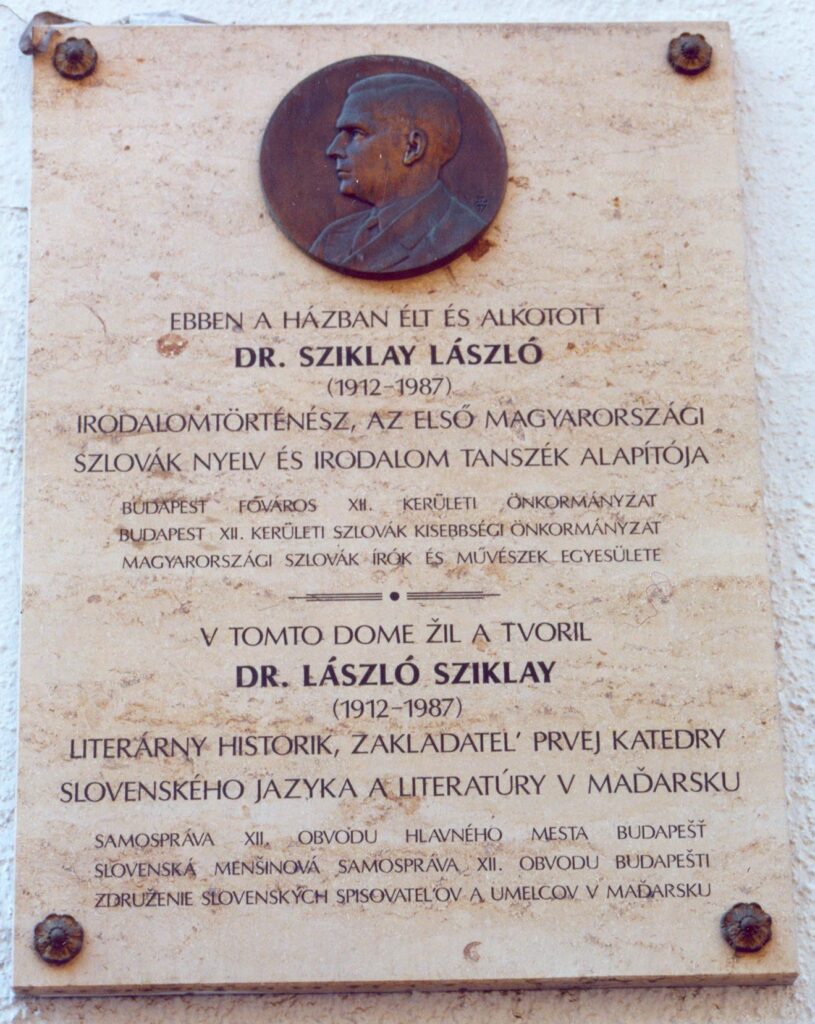 EBBEN A HÁZBAN ÉLT ÉS ALKOTOTT
DR. SZIKLAY LÁSZLÓ
(1912-1987)
IRODALOMTÖRTÉNÉSZ, AZ ELSŐ MAGYARORSZÁGI
SZLOVÁK NYELV ÉS IRODALOM TANSZÉK ALAPÍTÓJA
BUDAPEST FŐVÁROS XII. KERÜLETI ÖNKORMÁNYZAT
BUDAPEST XII. KERÜLETI SZLOVÁK KISEBBSÉGI ÖNKORMÁNYZAT
MAGYARORSZÁGI SZLOVÁK ÍRÓK ÉS MŰVÉSZEK EGYESÜLETE
V TOMTO DOME ŽIL A TVORIL
DR. LÁSZLÓ SZIKLAY
(1912-1987)
LITERÁRNY HISTORIK, ZAKLADATEL' PRVEJ KATEDRY
SLOVENSKÉHO JAZYKA A LITERATÚRY V MAĎARSKU
SAMOSPRÁVA XII. OBVODU HLAVNÉHO MESTA BUDAPEŠŤ
SLOVENSKÁ MENŠINOVÁ SAMOSPRÁVA XII. OBVODU BUDAPEŠTI
ZDRUŽENIE SLOVENSKÝCH SPISOVATEL'OV A UMELCOV V MAĎARSKU